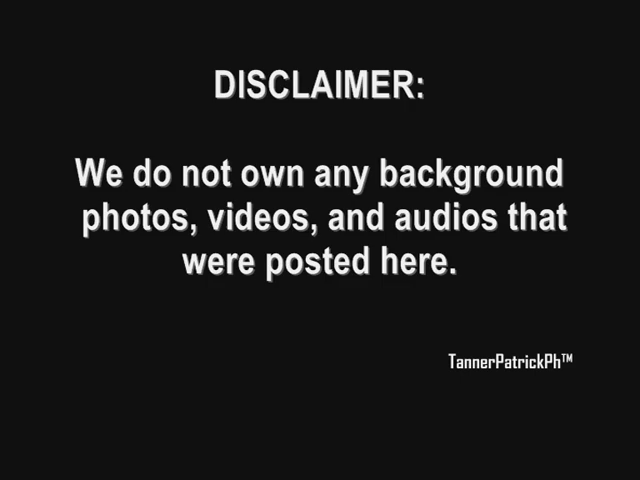 DISCLAIMER:
We do not own any background
photos, videos, and audios that
were posted here.
TannerPatrickPh™